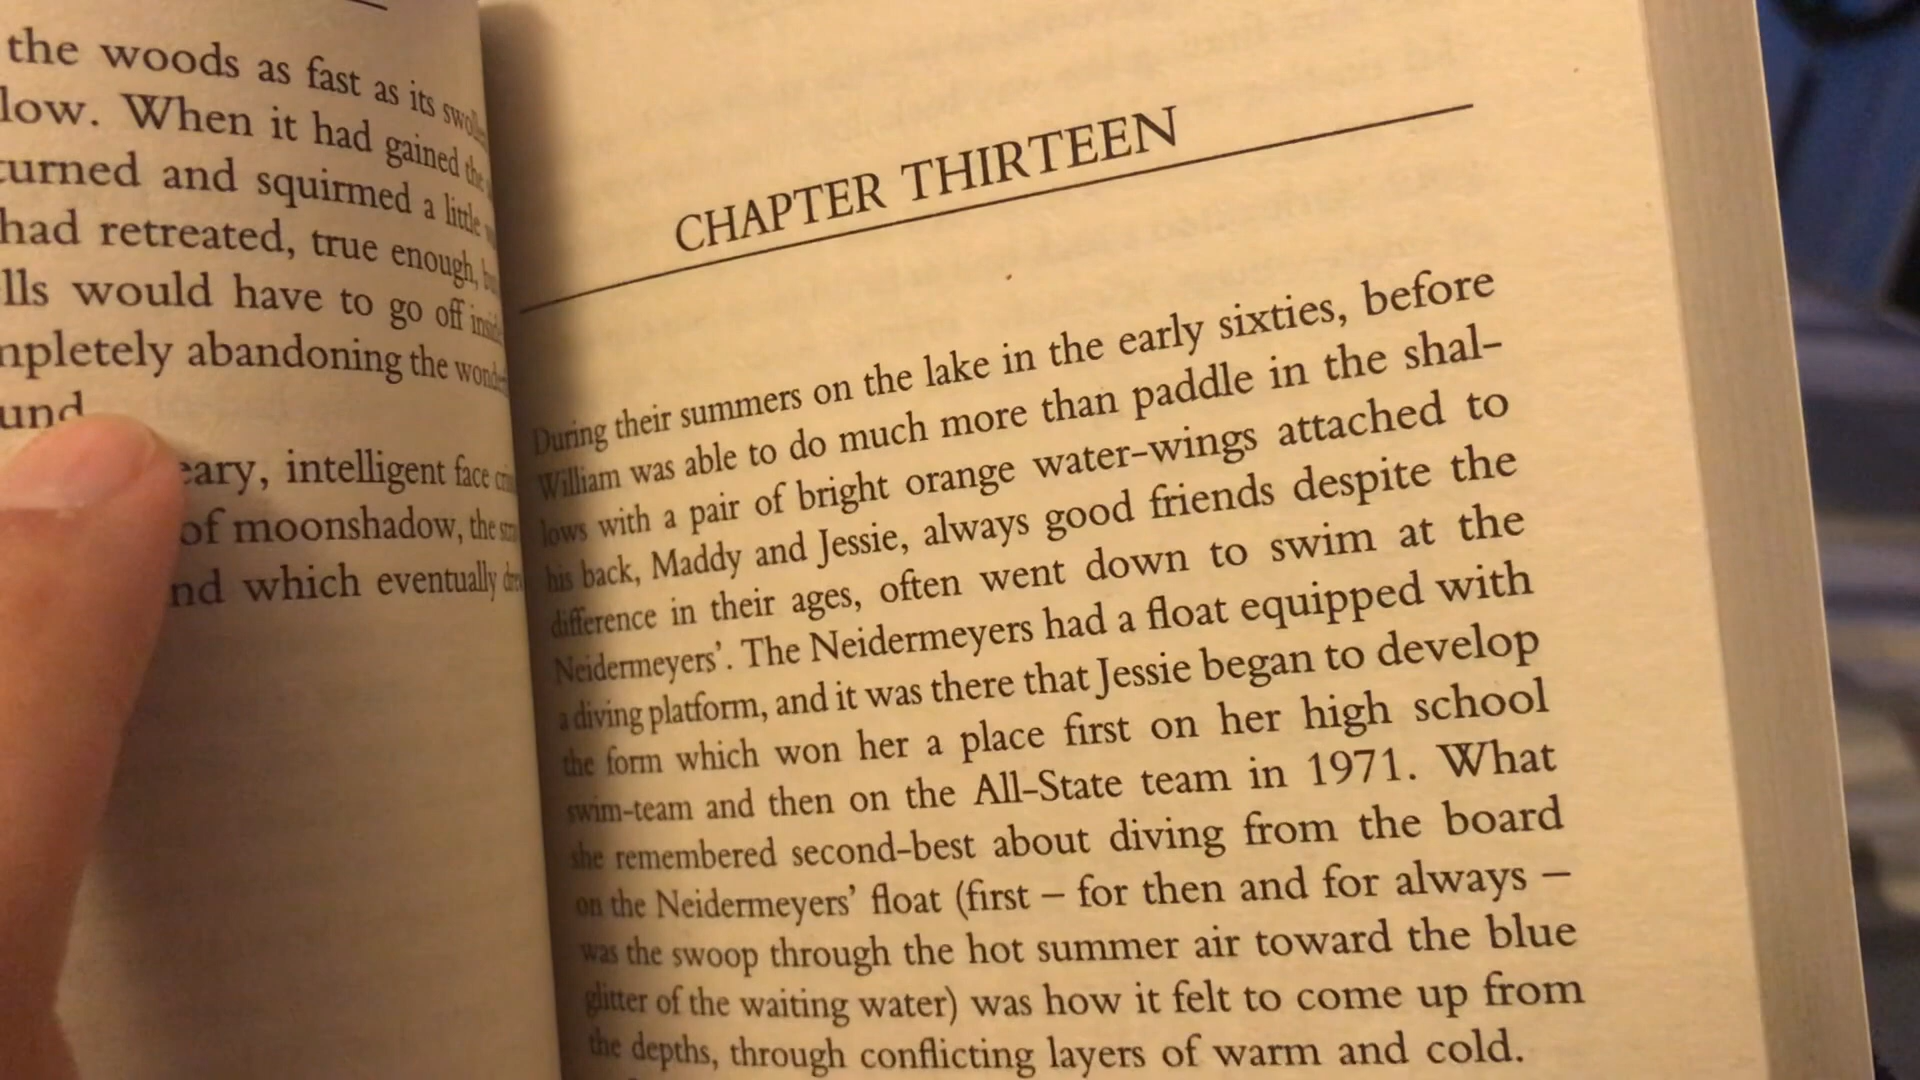 the woods as fast as its
low. When it had gained the
turned and squirmed a little
had retreated, true enough,
lls would have to go off
mpletely abandoning the
und
eary, intelligent face
of moonshadow, the
nd which eventually
CHAPTER THIRTEEN
During their summers on the lake in the early sixties, before
William was able to do much more than paddle in the shal-
lows with a pair of bright orange water-wings attached to
his back, Maddy and Jessie, always good friends despite the
difference in their ages, often went down to swim at the
Neidermeyers'. The Neidermeyers had a float equipped with
a diving platform, and it was there that Jessie began to develop
the form which won her a place first on her high school
swim-team and then on the All-State team in 1971. What
she remembered second-best about diving from the board
on the Neidermeyers' float (first – for then and for always –
was the swoop through the hot summer air toward the blue
glitter of the waiting water) was how it felt to come up from
the depths, through conflicting layers of warm and cold.